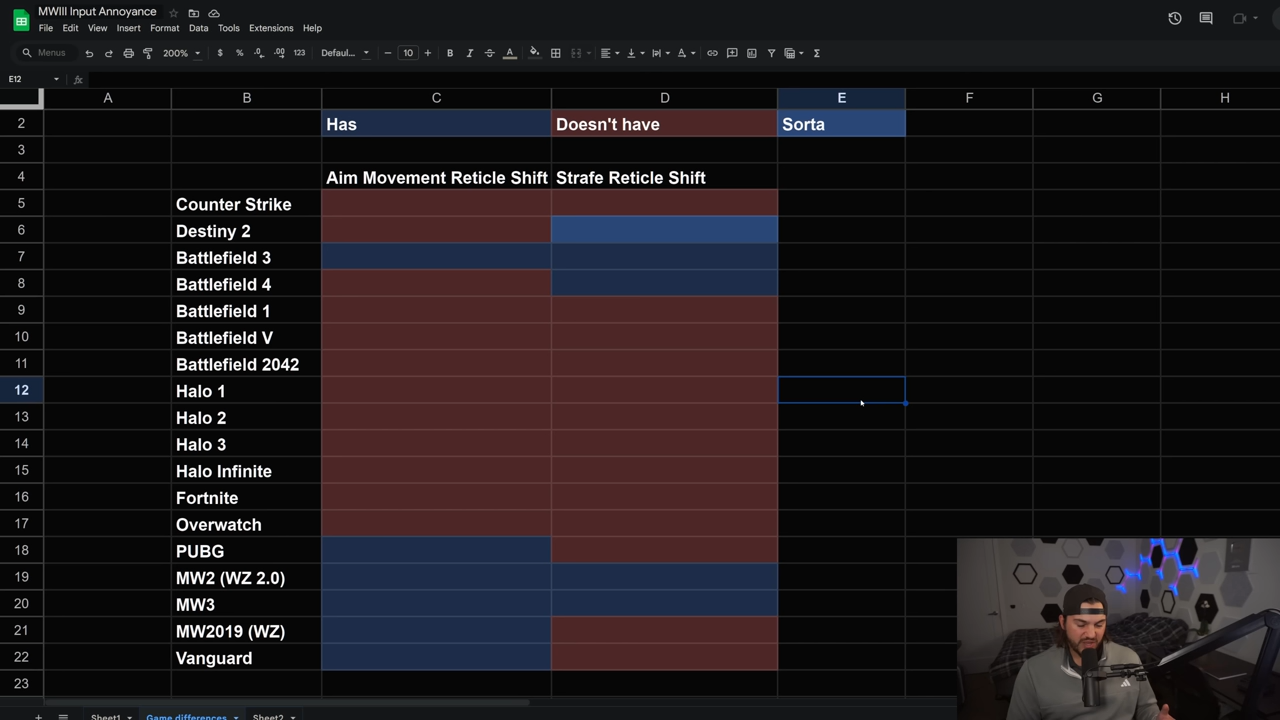 MWIII Input Annoyance
File Edit View Insert Format Data Tools Extensions Help
Menus 200% $ % .0 .00 123 Defaul... − 10 + B I S A Σ
E12 fx
A B C D E F G H
2 Has Doesn't have Sorta
3
4 Aim Movement Reticle Shift Strafe Reticle Shift
5 Counter Strike
6 Destiny 2
7 Battlefield 3
8 Battlefield 4
9 Battlefield 1
10 Battlefield V
11 Battlefield 2042
12 Halo 1
13 Halo 2
14 Halo 3
15 Halo Infinite
16 Fortnite
17 Overwatch
18 PUBG
19 MW2 (WZ 2.0)
20 MW3
21 MW2019 (WZ)
22 Vanguard
23
+ Sheet1 Game differences Sheet2